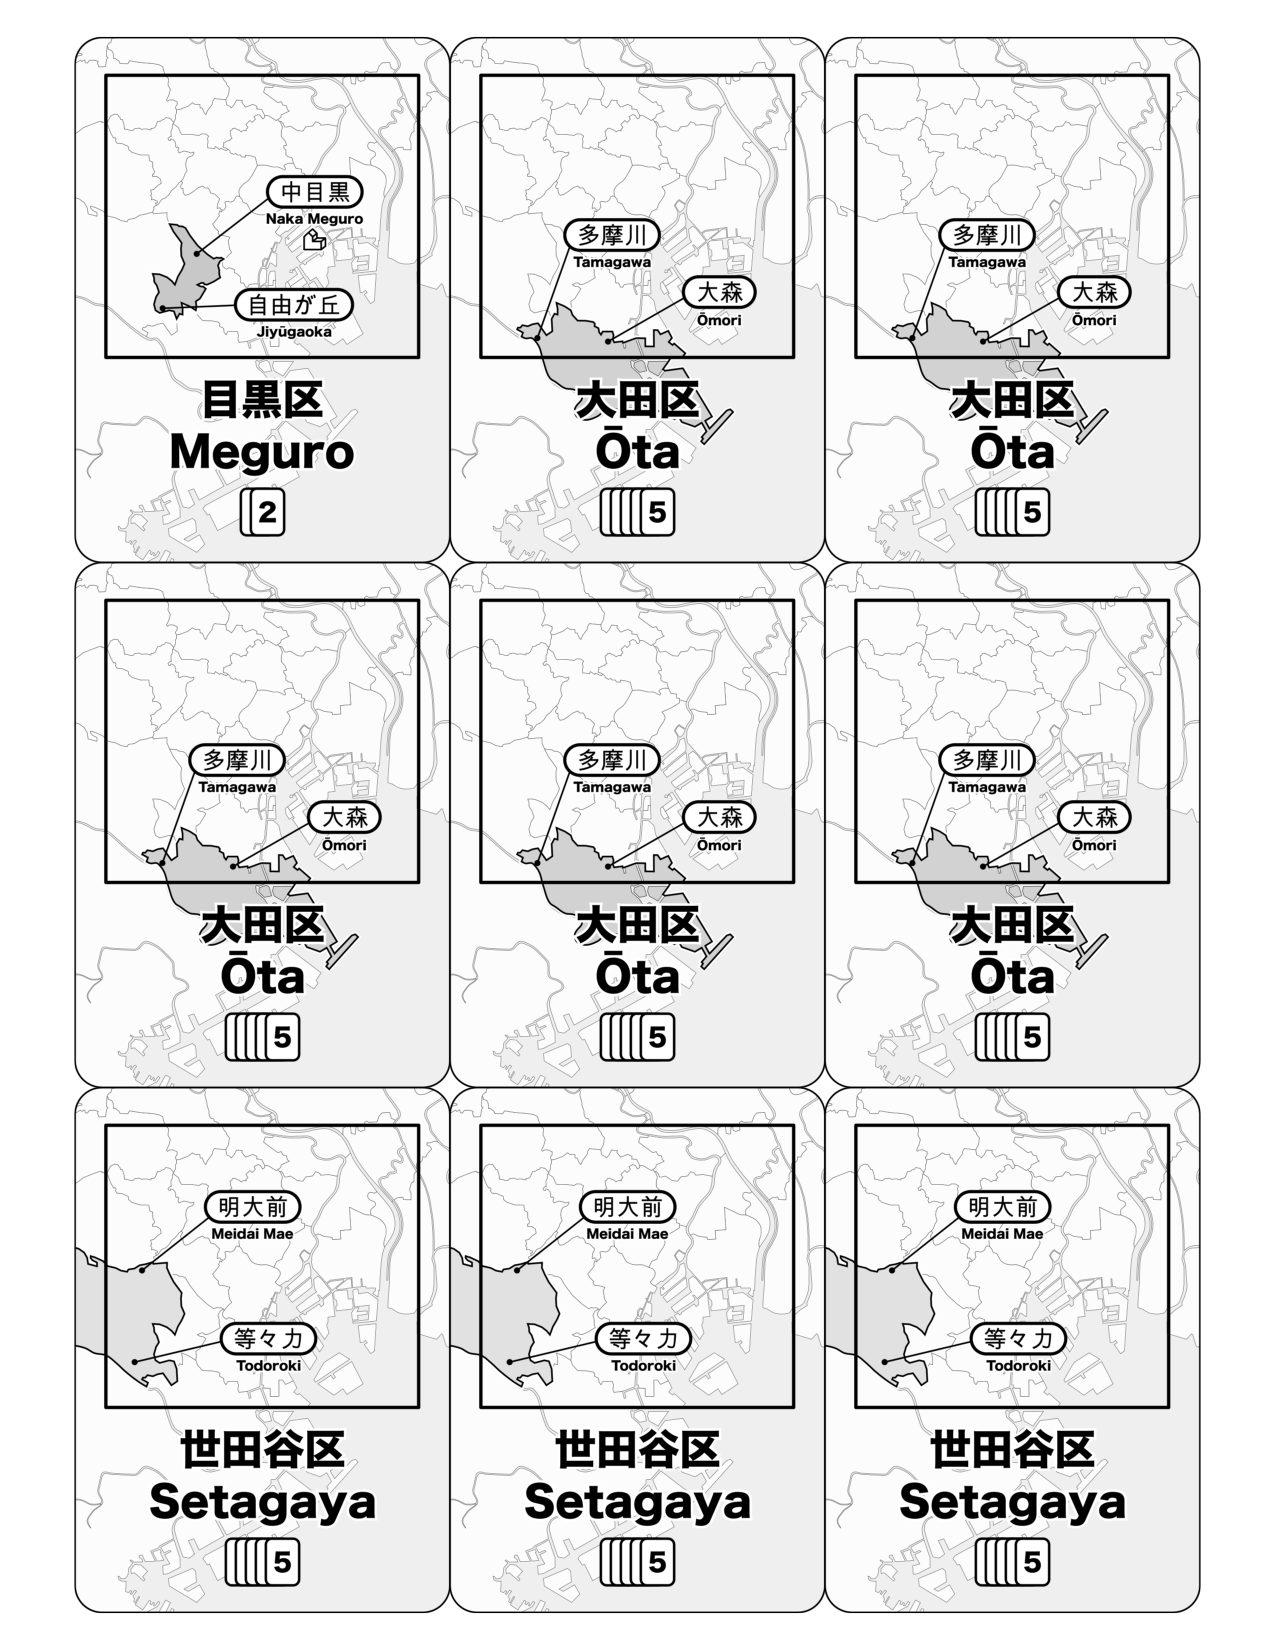 中目黒
Naka Meguro
自由が丘
Jiyūgaoka
目黒区
Meguro
2
多摩川
Tamagawa
大森
Ōmori
大田区
Ōta
5
多摩川
Tamagawa
大森
Ōmori
大田区
Ōta
5
多摩川
Tamagawa
大森
Ōmori
大田区
Ōta
5
多摩川
Tamagawa
大森
Ōmori
大田区
Ōta
5
多摩川
Tamagawa
大森
Ōmori
大田区
Ōta
5
明大前
Meidai Mae
等々力
Todoroki
世田谷区
Setagaya
5
明大前
Meidai Mae
等々力
Todoroki
世田谷区
Setagaya
5
明大前
Meidai Mae
等々力
Todoroki
世田谷区
Setagaya
5